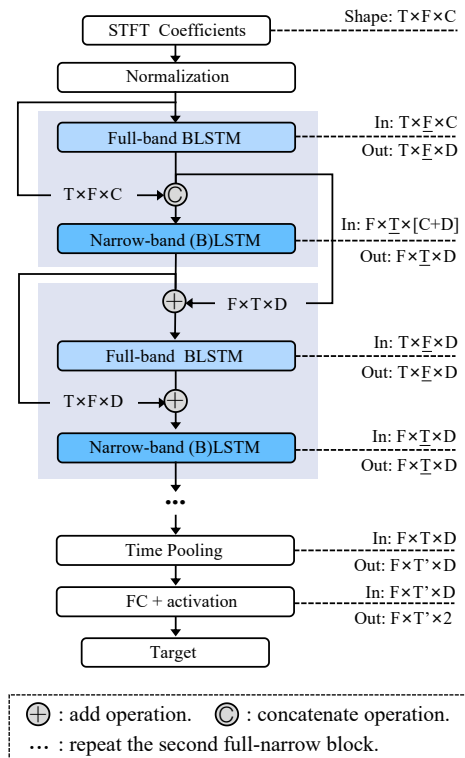 STFT Coefficients
Shape: T×F×C
Normalization
Full-band BLSTM
In: T×F×C
Out: T×F×D
T×F×C
C
Narrow-band (B)LSTM
In: F×T×[C+D]
Out: F×T×D
+
F×T×D
Full-band BLSTM
In: T×F×D
Out: T×F×D
T×F×D
+
Narrow-band (B)LSTM
In: F×T×D
Out: F×T×D
...
Time Pooling
In: F×T×D
Out: F×T’×D
FC + activation
In: F×T’×D
Out: F×T’×2
Target
+ : add operation. C : concatenate operation.
... : repeat the second full-narrow block.